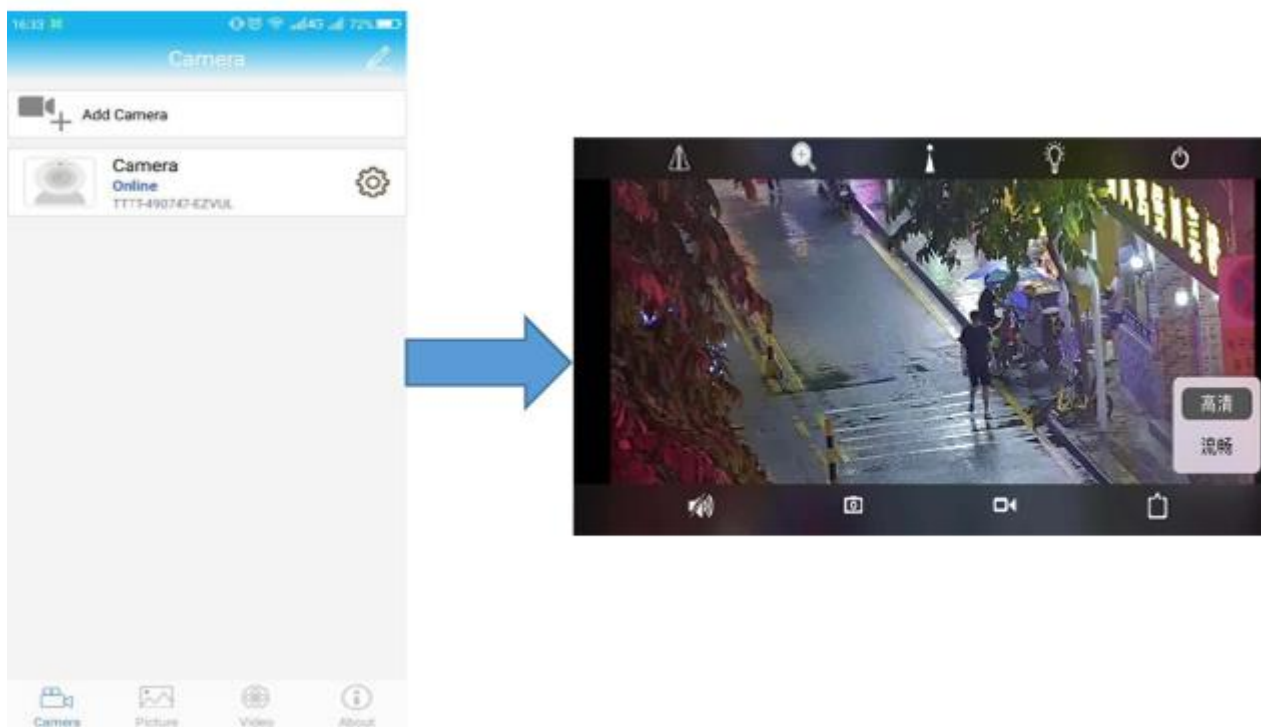 16:33
4G 72%
Camera
Add Camera
Camera
Online
TTTT-490747-EZVUL
高清
流畅
Camera
Picture
Video
About